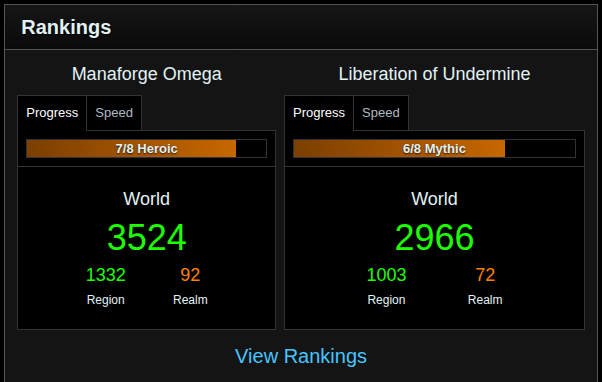 Rankings
Manaforge Omega
Progress Speed
7/8 Heroic
World
3524
1332 92
Region Realm
Liberation of Undermine
Progress Speed
6/8 Mythic
World
2966
1003 72
Region Realm
View Rankings